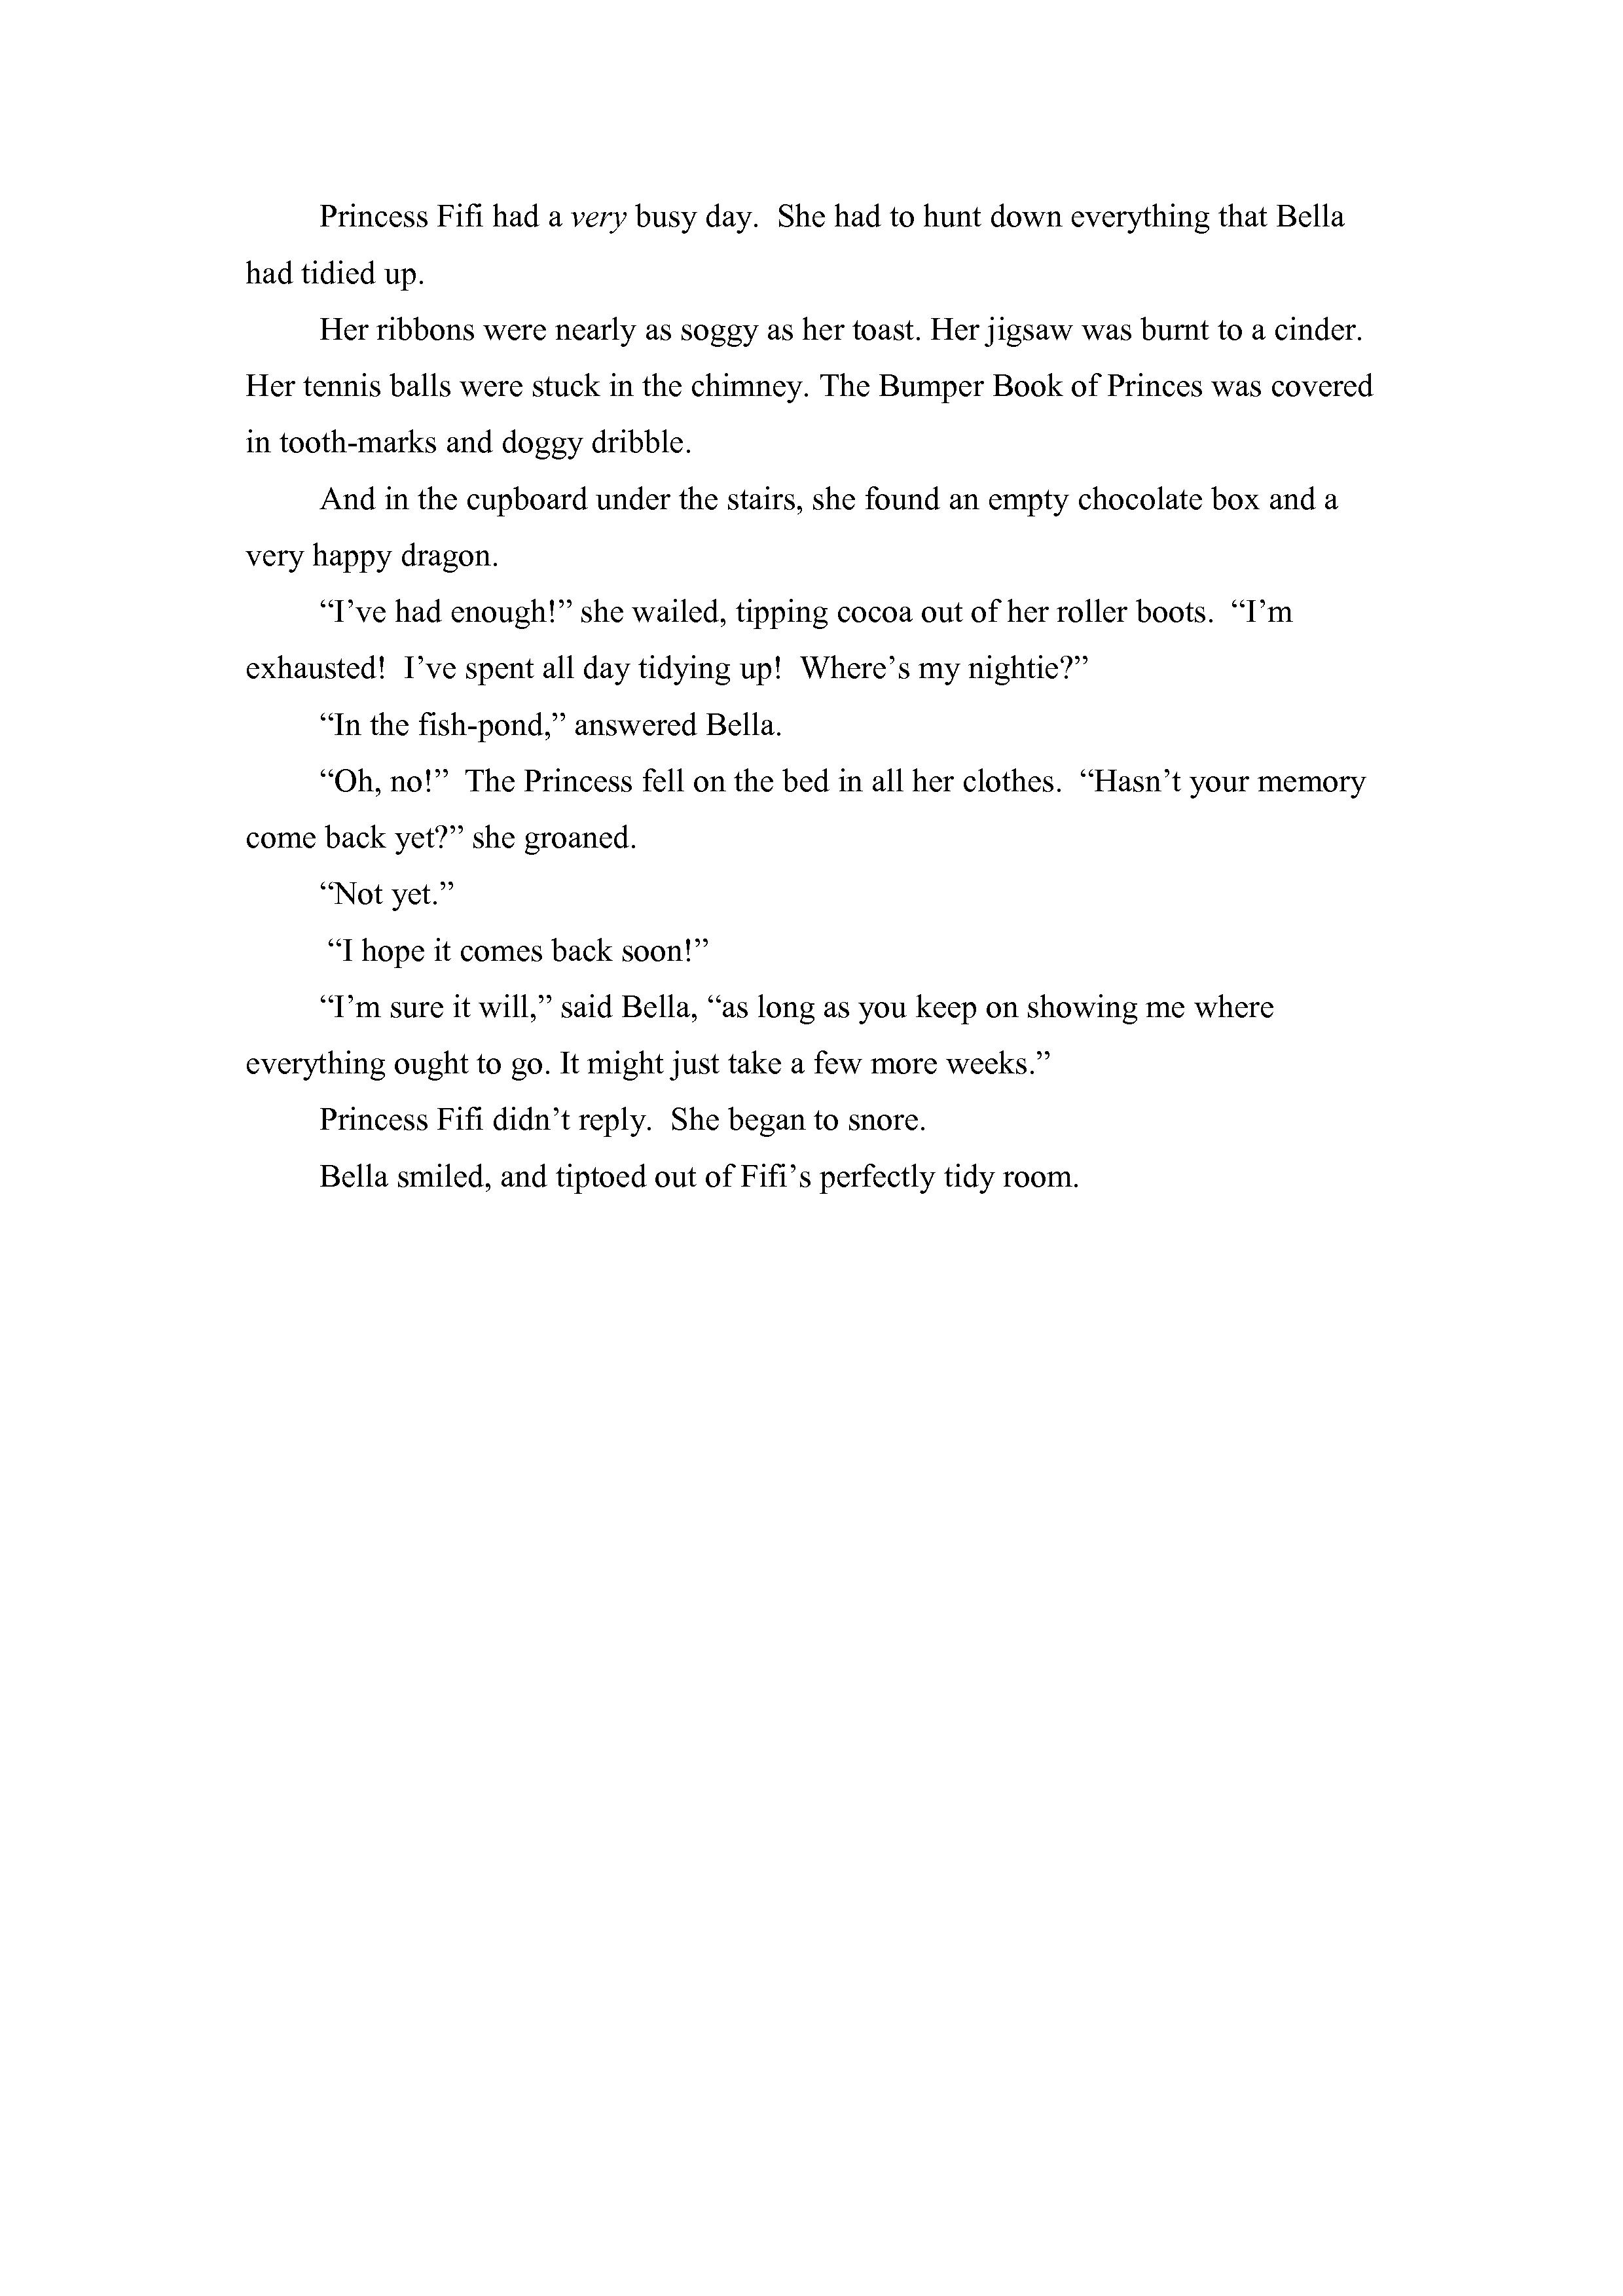 Princess Fifi had a very busy day.  She had to hunt down everything that Bella
had tidied up.
Her ribbons were nearly as soggy as her toast. Her jigsaw was burnt to a cinder.
Her tennis balls were stuck in the chimney. The Bumper Book of Princes was covered
in tooth-marks and doggy dribble.
And in the cupboard under the stairs, she found an empty chocolate box and a
very happy dragon.
“I’ve had enough!” she wailed, tipping cocoa out of her roller boots.  “I’m
exhausted!  I’ve spent all day tidying up!  Where’s my nightie?”
“In the fish-pond,” answered Bella.
“Oh, no!”  The Princess fell on the bed in all her clothes.  “Hasn’t your memory
come back yet?” she groaned.
“Not yet.”
“I hope it comes back soon!”
“I’m sure it will,” said Bella, “as long as you keep on showing me where
everything ought to go. It might just take a few more weeks.”
Princess Fifi didn’t reply.  She began to snore.
Bella smiled, and tiptoed out of Fifi’s perfectly tidy room.